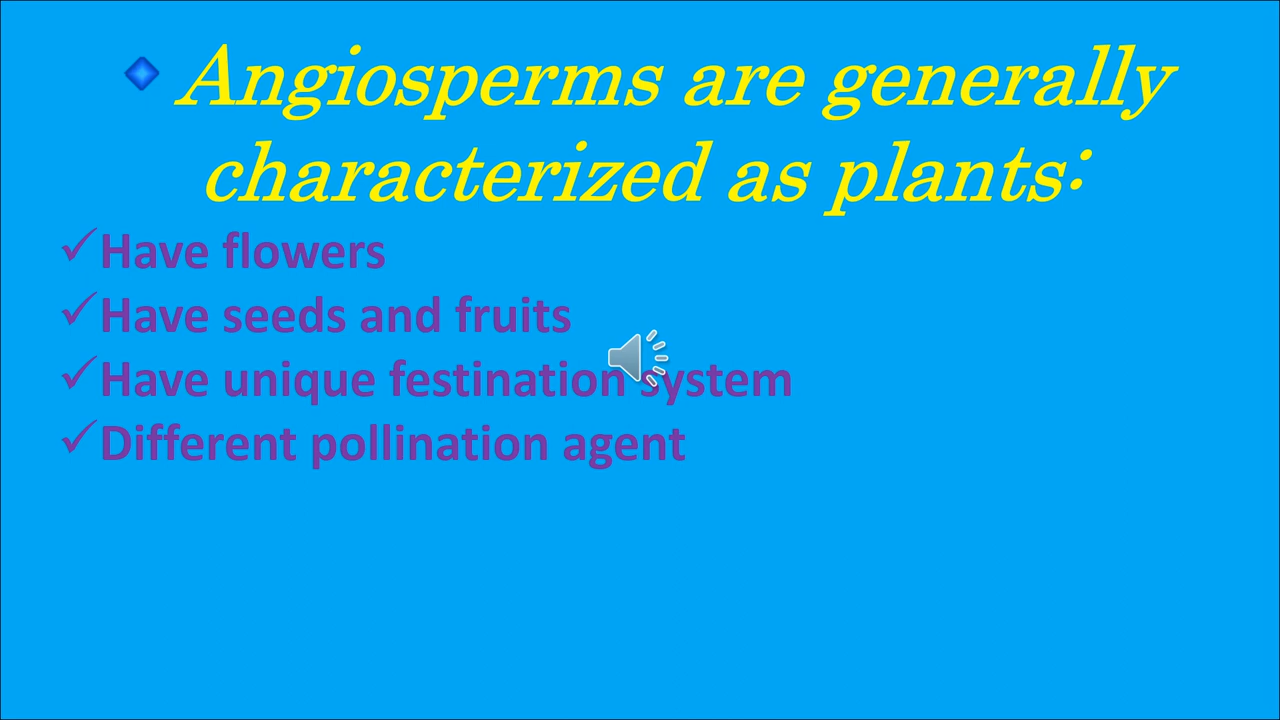 Angiosperms are generally
characterized as plants:
✓Have flowers
✓Have seeds and fruits
✓Have unique festination system
✓Different pollination agent